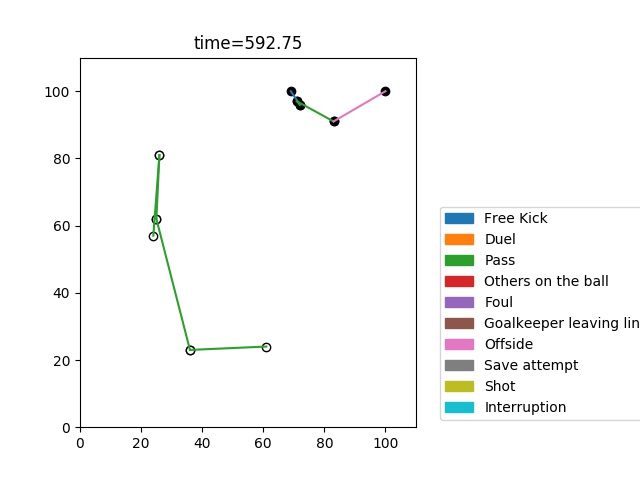 time=592.75
100
80
60
40
20
0
0 20 40 60 80 100
Free Kick
Duel
Pass
Others on the ball
Foul
Goalkeeper leaving lin
Offside
Save attempt
Shot
Interruption